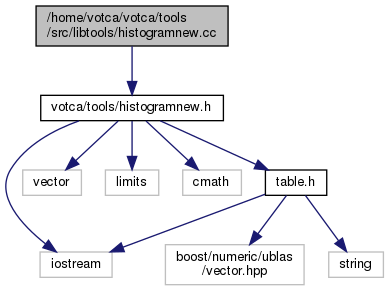 /home/votca/votca/tools
/src/libtools/histogramnew.cc
votca/tools/histogramnew.h
vector
limits
cmath
table.h
iostream
boost/numeric/ublas
/vector.hpp
string